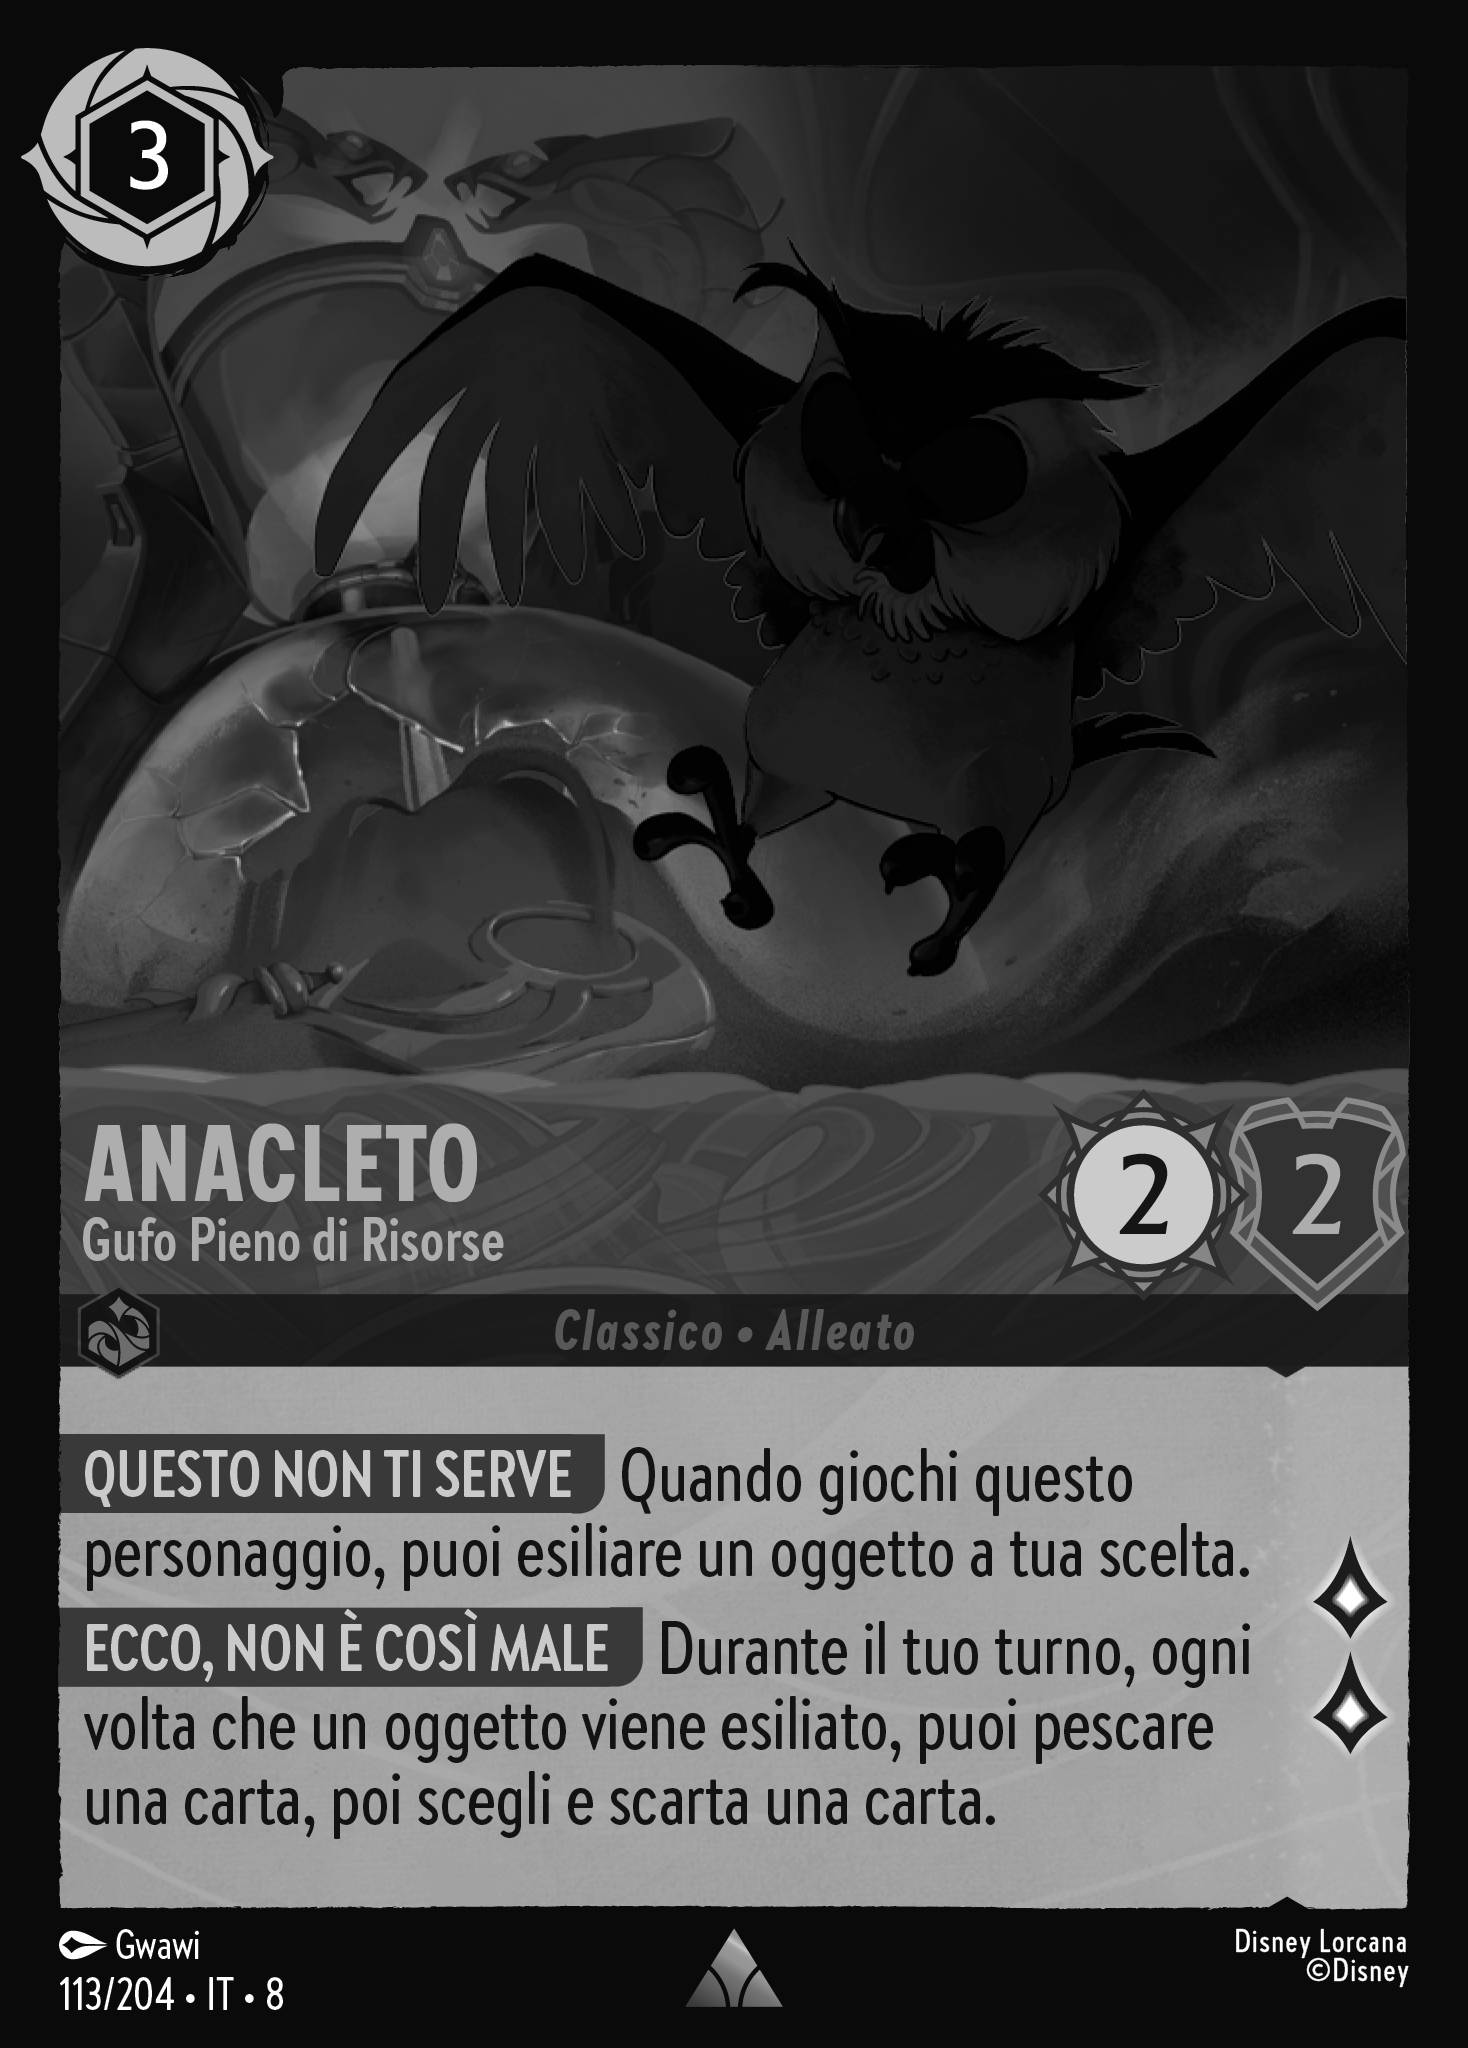 3
ANACLETO
Gufo Pieno di Risorse
2 2
Classico • Alleato
QUESTO NON TI SERVE Quando giochi questo
personaggio, puoi esiliare un oggetto a tua scelta.
ECCO, NON È COSÌ MALE Durante il tuo turno, ogni
volta che un oggetto viene esiliato, puoi pescare
una carta, poi scegli e scarta una carta.
Gwawi
113/204 • IT • 8
Disney Lorcana
©Disney